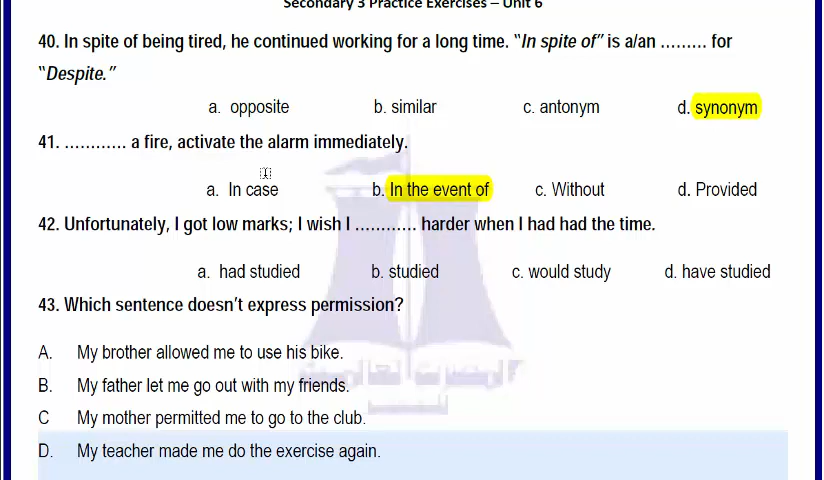 Secondary 3 Practice Exercises – Unit 6
40. In spite of being tired, he continued working for a long time. “In spite of” is a/an ......... for
“Despite.”
a. opposite b. similar c. antonym d. synonym
41. ............ a fire, activate the alarm immediately.
a. In case b. In the event of c. Without d. Provided
42. Unfortunately, I got low marks; I wish I ............ harder when I had had the time.
a. had studied b. studied c. would study d. have studied
43. Which sentence doesn’t express permission?
A. My brother allowed me to use his bike.
B. My father let me go out with my friends.
C My mother permitted me to go to the club.
D. My teacher made me do the exercise again.